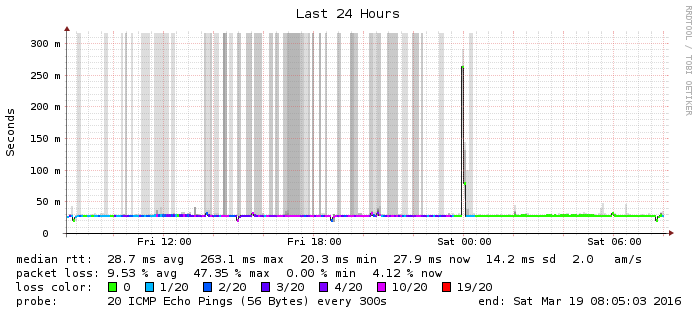 Last 24 Hours
RRDTOOL / TOBI OETIKER
Seconds
300 m
250 m
200 m
150 m
100 m
50 m
0
Fri 12:00 Fri 18:00 Sat 00:00 Sat 06:00
median rtt: 28.7 ms avg 263.1 ms max 20.3 ms min 27.9 ms now 14.2 ms sd 2.0 am/s
packet loss: 9.53 % avg 47.35 % max 0.00 % min 4.12 % now
loss color: 0 1/20 2/20 3/20 4/20 10/20 19/20
probe: 20 ICMP Echo Pings (56 Bytes) every 300s end: Sat Mar 19 08:05:03 2016